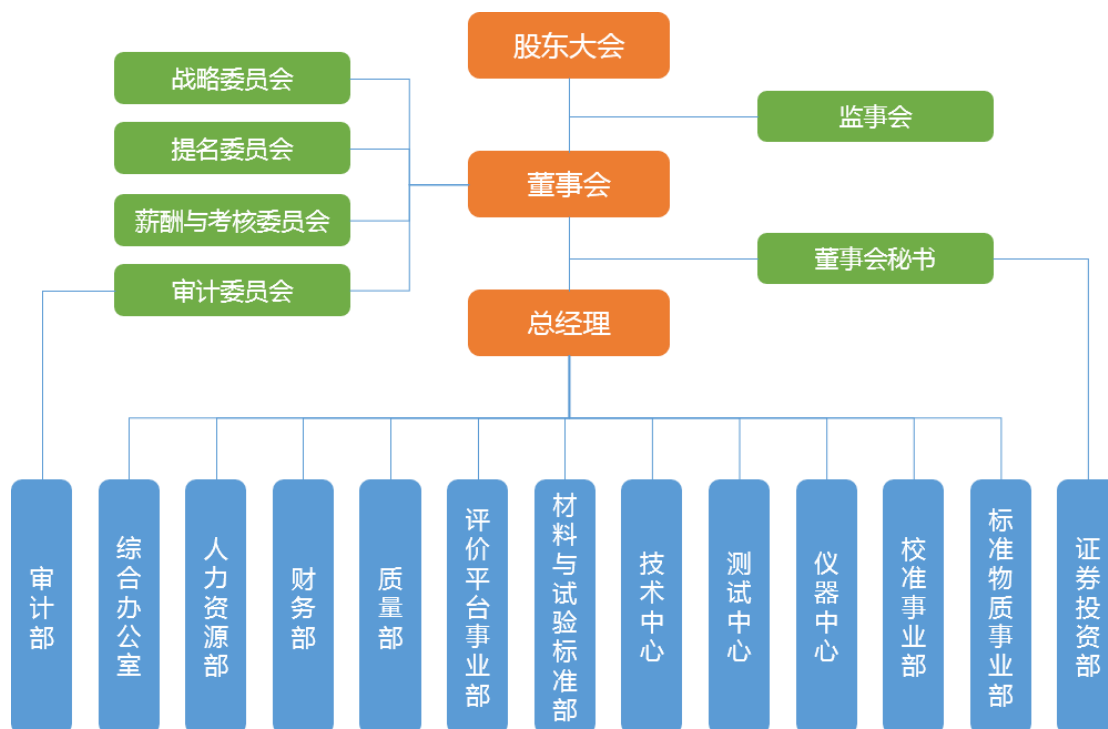 股东大会
战略委员会
监事会
提名委员会
董事会
薪酬与考核委员会
董事会秘书
审计委员会
总经理
审计部
综合办公室
人力资源部
财务部
质量部
评价平台事业部
材料与试验标准部
技术中心
测试中心
仪器中心
校准事业部
标准物质事业部
证券投资部